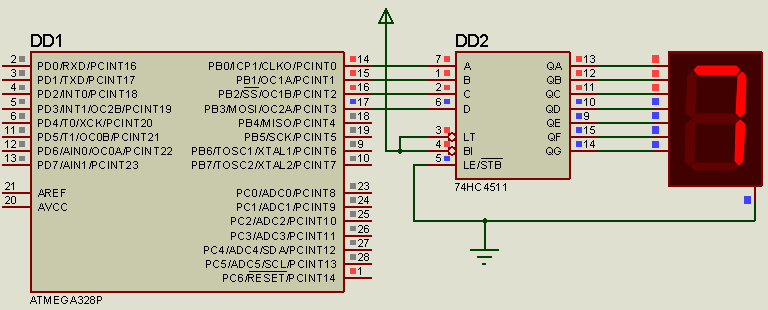 DD1
2 PD0/RXD/PCINT16
3 PD1/TXD/PCINT17
4 PD2/INT0/PCINT18
5 PD3/INT1/OC2B/PCINT19
6 PD4/T0/XCK/PCINT20
11 PD5/T1/OC0B/PCINT21
12 PD6/AIN0/OC0A/PCINT22
13 PD7/AIN1/PCINT23
21 AREF
20 AVCC
PB0/ICP1/CLKO/PCINT0 14
PB1/OC1A/PCINT1 15
PB2/SS/OC1B/PCINT2 16
PB3/MOSI/OC2A/PCINT3 17
PB4/MISO/PCINT4 18
PB5/SCK/PCINT5 19
PB6/TOSC1/XTAL1/PCINT6 9
PB7/TOSC2/XTAL2/PCINT7 10
PC0/ADC0/PCINT8 23
PC1/ADC1/PCINT9 24
PC2/ADC2/PCINT10 25
PC3/ADC3/PCINT11 26
PC4/ADC4/SDA/PCINT12 27
PC5/ADC5/SCL/PCINT13 28
PC6/RESET/PCINT14 1
ATMEGA328P
DD2
7 A QA 13
1 B QB 12
2 C QC 11
6 D QD 10
QE 9
3 LT QF 15
4 BI QG 14
5 LE/STB
74HC4511
7